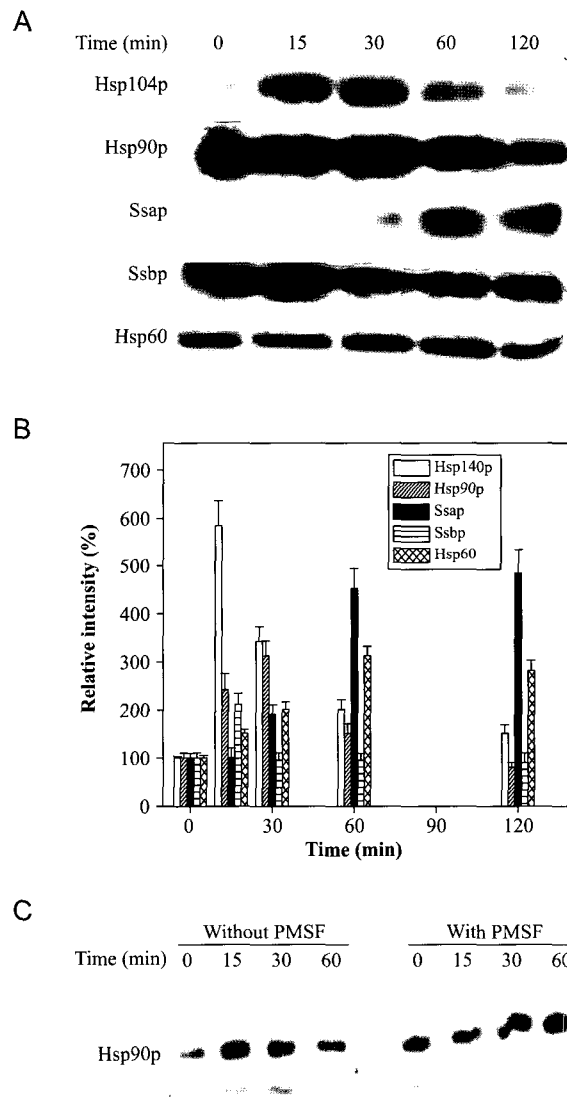 A
Time (min) 0 15 30 60 120
Hsp104p
Hsp90p
Ssap
Ssbp
Hsp60
B
Relative intensity (%)
700
600
500
400
300
200
100
0
Hsp140p
Hsp90p
Ssap
Ssbp
Hsp60
0 30 60 90 120
Time (min)
C
Without PMSF With PMSF
Time (min) 0 15 30 60 0 15 30 60
Hsp90p